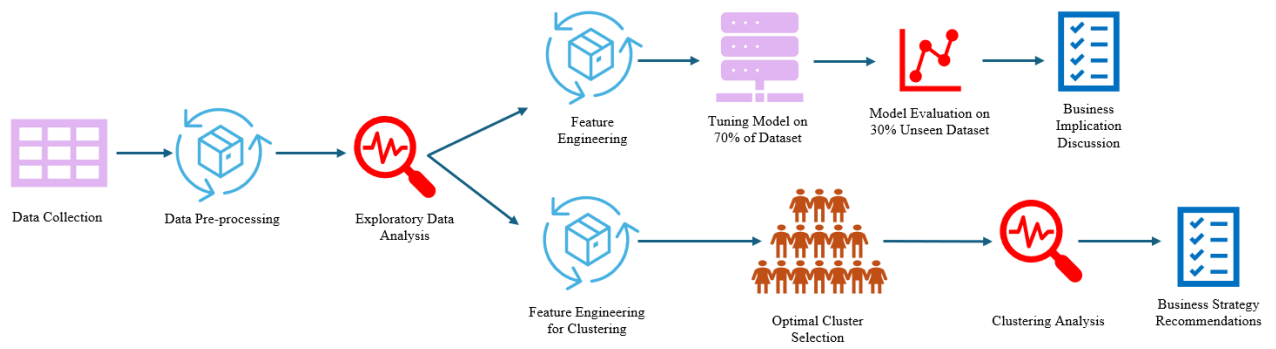 Data Collection
Data Pre-processing
Exploratory Data
Analysis
Feature
Engineering
Tuning Model on
70% of Dataset
Model Evaluation on
30% Unseen Dataset
Business
Implication
Discussion
Feature Engineering
for Clustering
Optimal Cluster
Selection
Clustering Analysis
Business Strategy
Recommendations